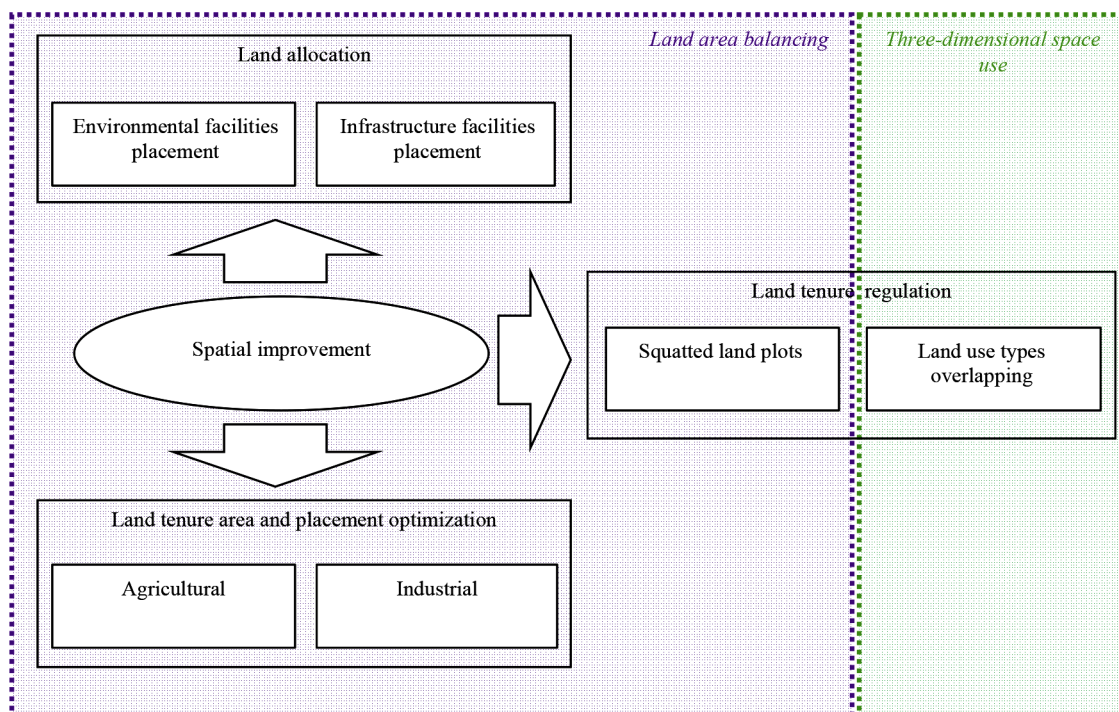 Land area balancing
Three-dimensional space
use
Land allocation
Environmental facilities
placement
Infrastructure facilities
placement
Spatial improvement
Land tenure regulation
Squatted land plots
Land use types
overlapping
Land tenure area and placement optimization
Agricultural
Industrial